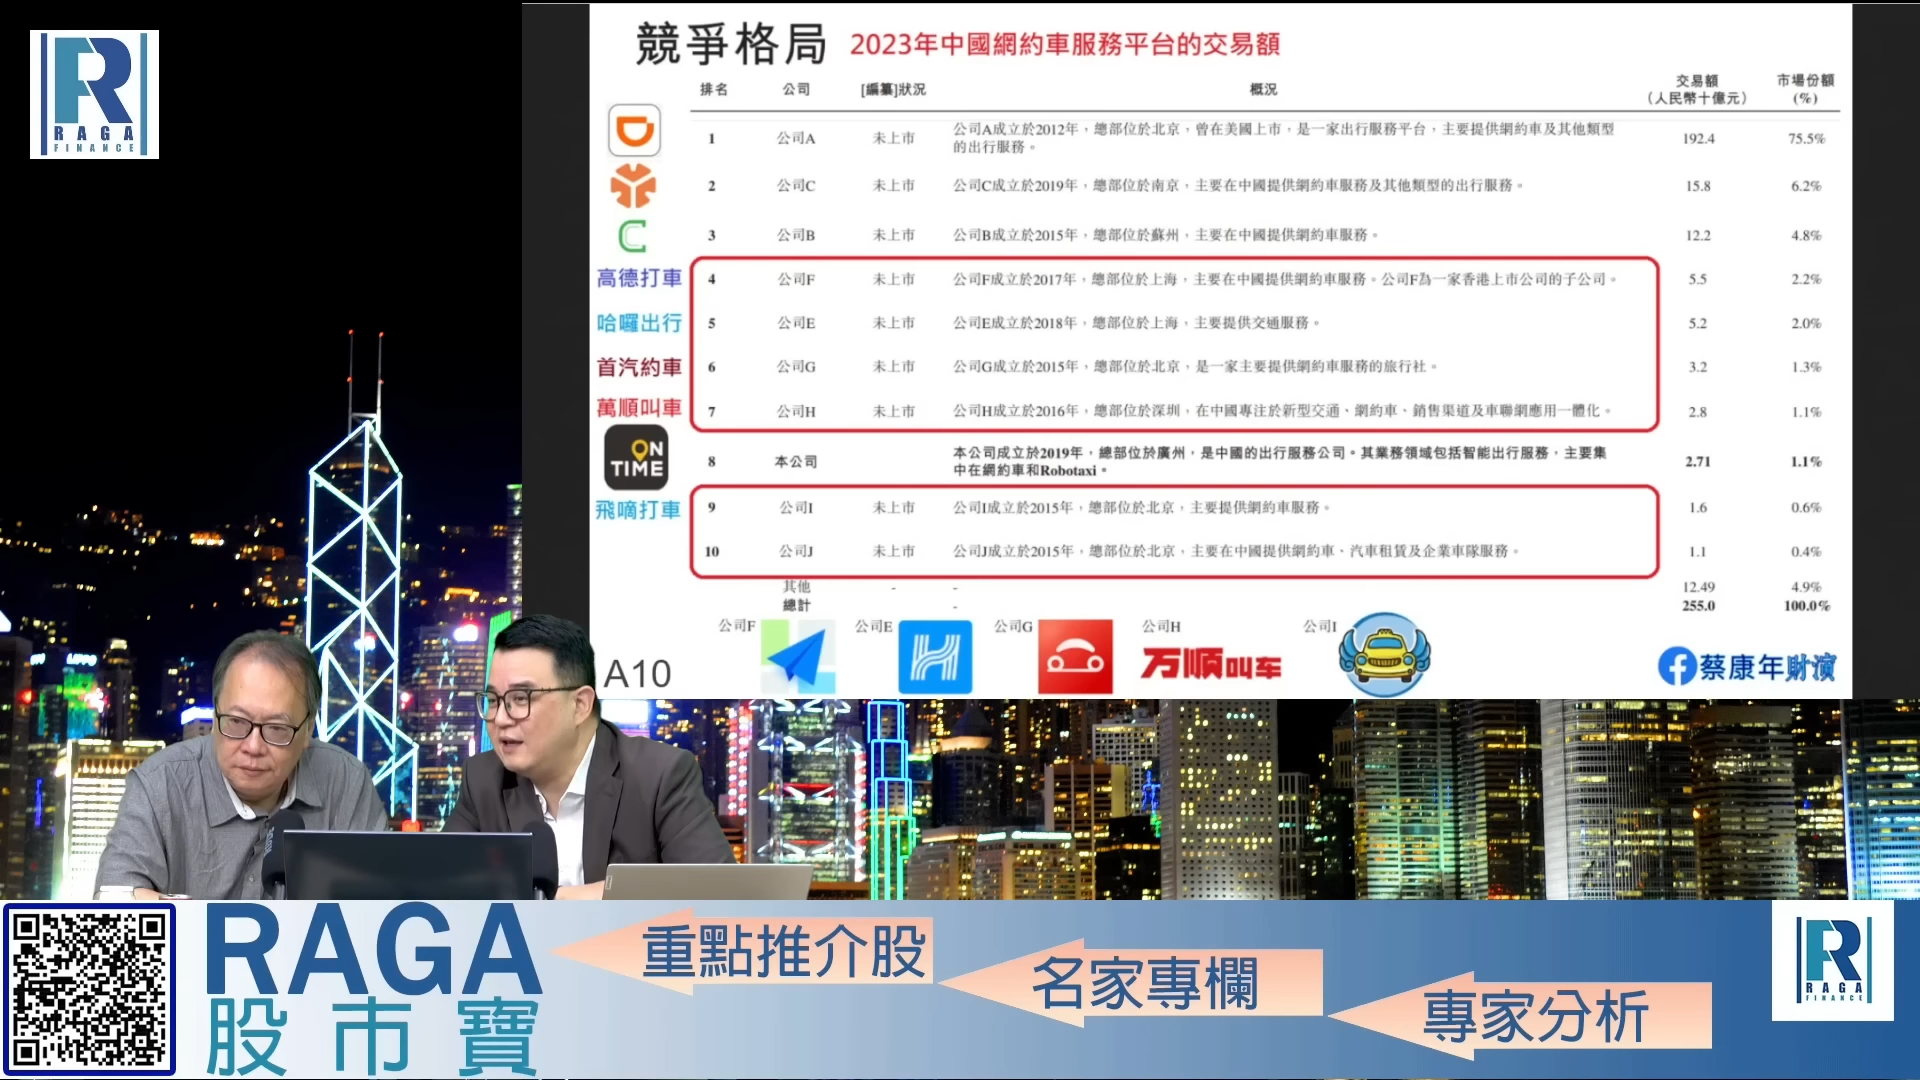 RAGA
FINANCE
競爭格局 2023年中國網約車服務平台的交易額
排名 公司 [編纂]狀況 概況 交易額 (人民幣十億元) 市場份額 (%)
1 公司A 未上市 公司A成立於2012年,總部位於北京,曾在美國上市,是一家出行服務平台,主要提供網約車及其他類型
的出行服務。 192.4 75.5%
2 公司C 未上市 公司C成立於2019年,總部位於南京,主要在中國提供網約車服務及其他類型的出行服務。 15.8 6.2%
3 公司B 未上市 公司B成立於2015年,總部位於蘇州,主要在中國提供網約車服務。 12.2 4.8%
高德打車 4 公司F 未上市 公司F成立於2017年,總部位於上海,主要在中國提供網約車服務。公司F為一家香港上市公司的子公司。 5.5 2.2%
哈囉出行 5 公司E 未上市 公司E成立於2018年,總部位於上海,主要提供交通服務。 5.2 2.0%
首汽約車 6 公司G 未上市 公司G成立於2015年,總部位於北京,是一家主要提供網約車服務的旅行社。 3.2 1.3%
萬順叫車 7 公司H 未上市 公司H成立於2016年,總部位於深圳,在中國專注於新型交通、網約車、銷售渠道及車聯網應用一體化。 2.8 1.1%
ON
TIME
8 本公司 本公司成立於2019年,總部位於廣州,是中國的出行服務公司。其業務領域包括智能出行服務,主要集
中在網約車和Robotaxi。 2.71 1.1%
飛嘀打車 9 公司I 未上市 公司I成立於2015年,總部位於北京,主要提供網約車服務。 1.6 0.6%
10 公司J 未上市 公司J成立於2015年,總部位於北京,主要在中國提供網約車、汽車租賃及企業車隊服務。 1.1 0.4%
其他 - - 12.49 4.9%
總計 - 255.0 100.0%
公司F 公司E 公司G 公司H 公司I
万顺叫车
A10
蔡康年財演
LIPPO
RAGA
股市寶
重點推介股
名家專欄
專家分析
RAGA
FINANCE